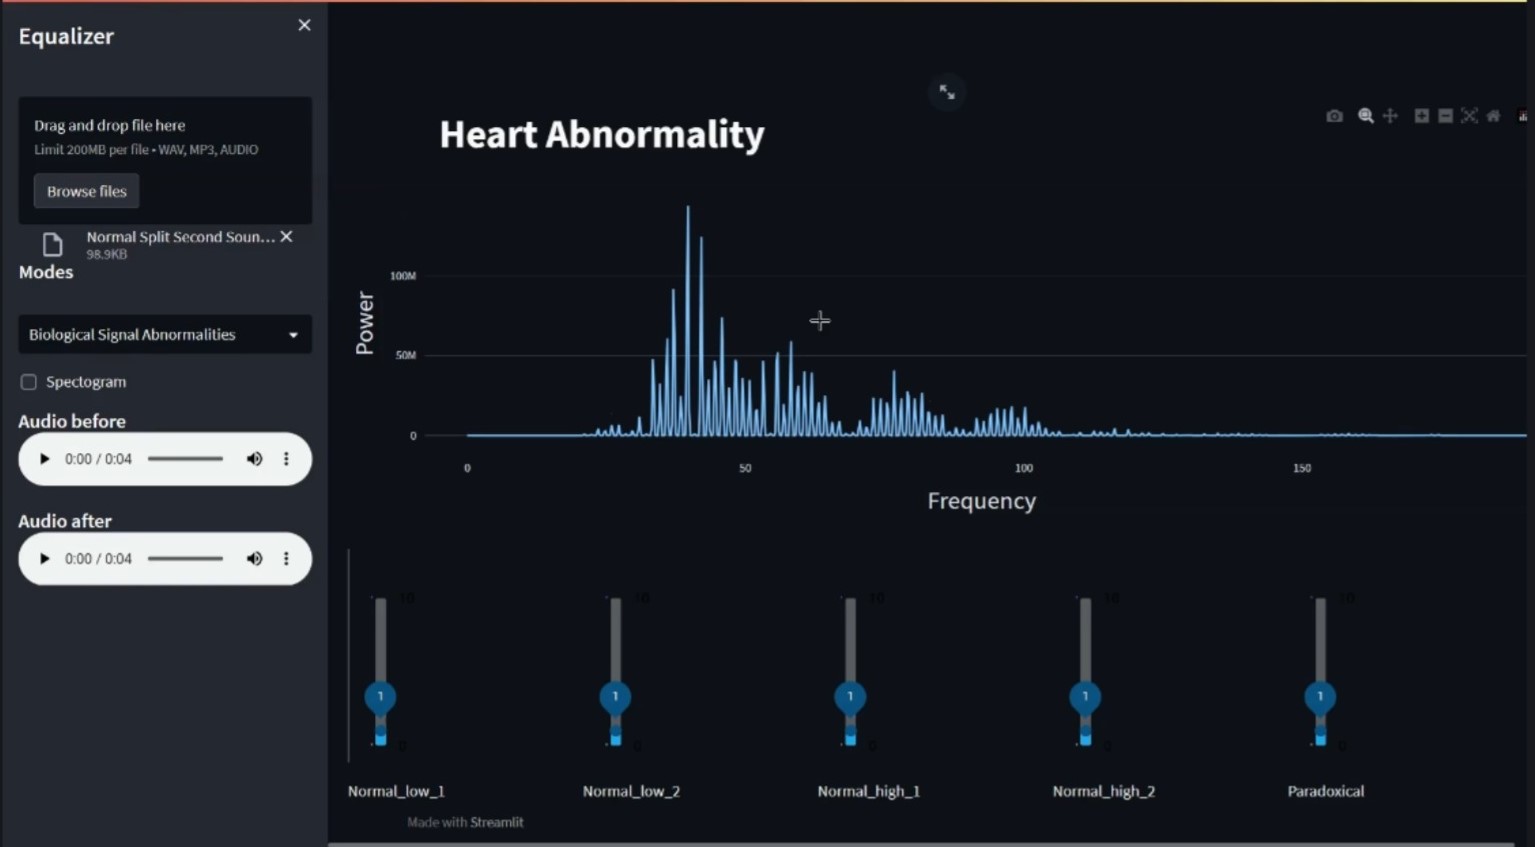 Equalizer
Drag and drop file here
Limit 200MB per file • WAV, MP3, AUDIO
Browse files
Normal Split Second Soun...
98.9KB
Modes
Biological Signal Abnormalities
Spectogram
Audio before
0:00 / 0:04
Audio after
0:00 / 0:04
Heart Abnormality
Power
100M
50M
0
0
50
100
150
Frequency
10
10
10
10
10
1
1
1
1
1
0
0
0
0
0
Normal_low_1
Normal_low_2
Normal_high_1
Normal_high_2
Paradoxical
Made with Streamlit